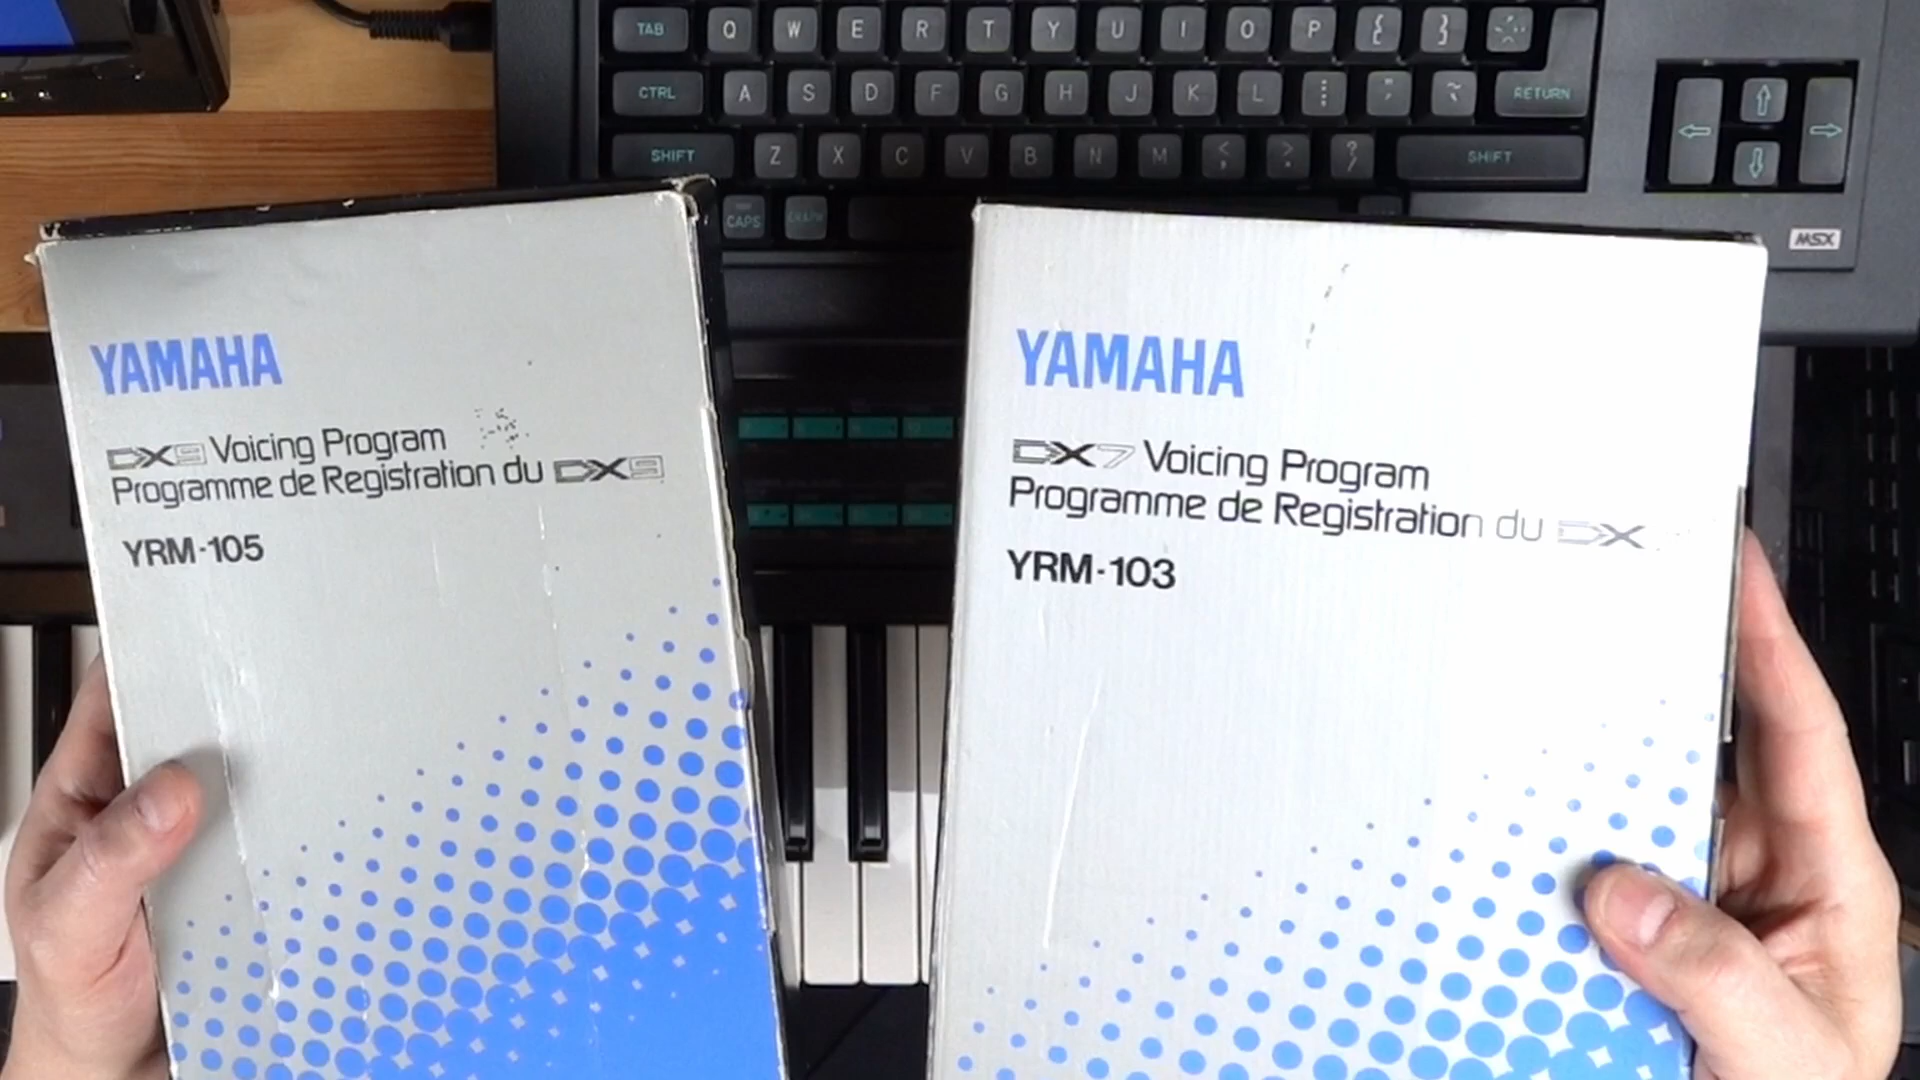 TAB Q W E R T Y U I O P { }
CTRL A S D F G H J K L RETURN
SHIFT Z X C V B N M < , > . ? / SHIFT
CAPS GRAPH
MSX
YAMAHA
DX9 Voicing Program
Programme de Registration du DX9
YRM-105
YAMAHA
DX7 Voicing Program
Programme de Registration du DX
YRM-103